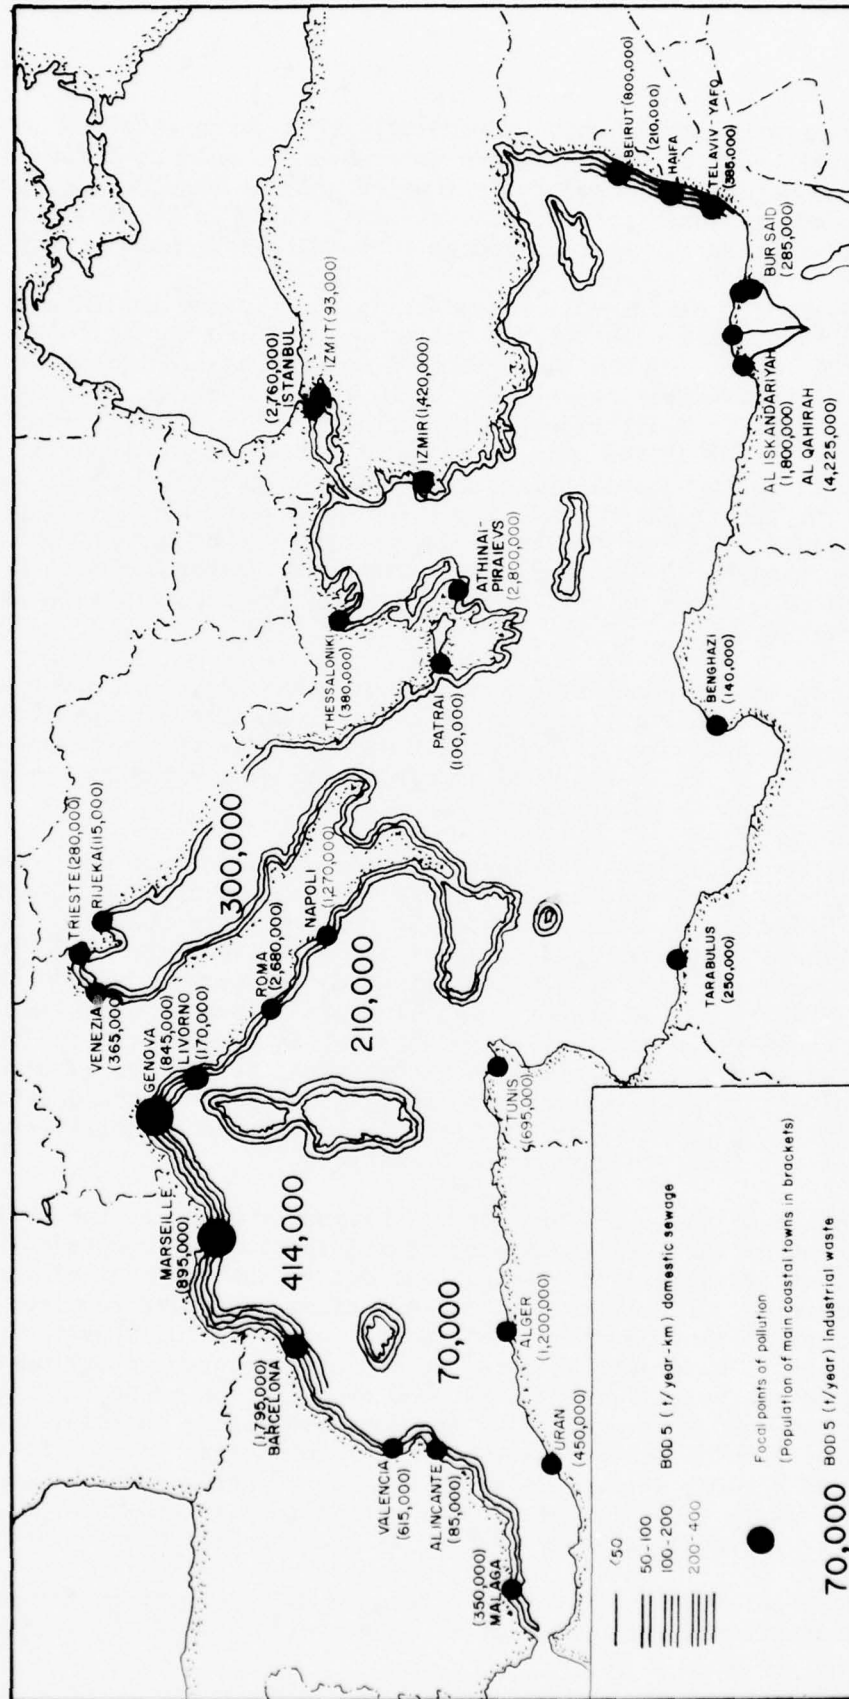 MALAGA
(350,000)
ALINCANTE
(85,000)
VALENCIA
(615,000)
(1,795,000)
BARCELONA
MARSEILLE
(895,000)
GENOVA
(845,000)
LIVORNO
(170,000)
ROMA
(2,680,000)
NAPOLI
(1,270,000)
VENEZIA
(365,000
TRIESTE (280,000)
RIJEKA (115,000)
PATRAI
(100,000)
THESSALONIKI
(380,000)
ATHINAI-
PIRAIEVS
(2,800,000)
(2,760,000)
ISTANBUL
IZMIT (93,000)
IZMIR (1,420,000)
BEIRUT (800,000)
(210,000)
HAIFA
TELAVIV-YAFO
(385,000)
BUR SAID
(285,000)
AL ISKANDARIYAH
(1,800,000)
AL QAHIRAH
(4,225,000)
BENGHAZI
(140,000)
TARABULUS
(250,000)
TUNIS
(695,000)
ALGER
(1,200,000)
URAN
(450,000)
70,000
414,000
210,000
300,000
<50
50-100
100-200 BOD5 (t/year-km) domestic sewage
200-400
Focal points of pollution
(Population of main coastal towns in brackets)
70,000 BOD5 (t/year) Industrial waste